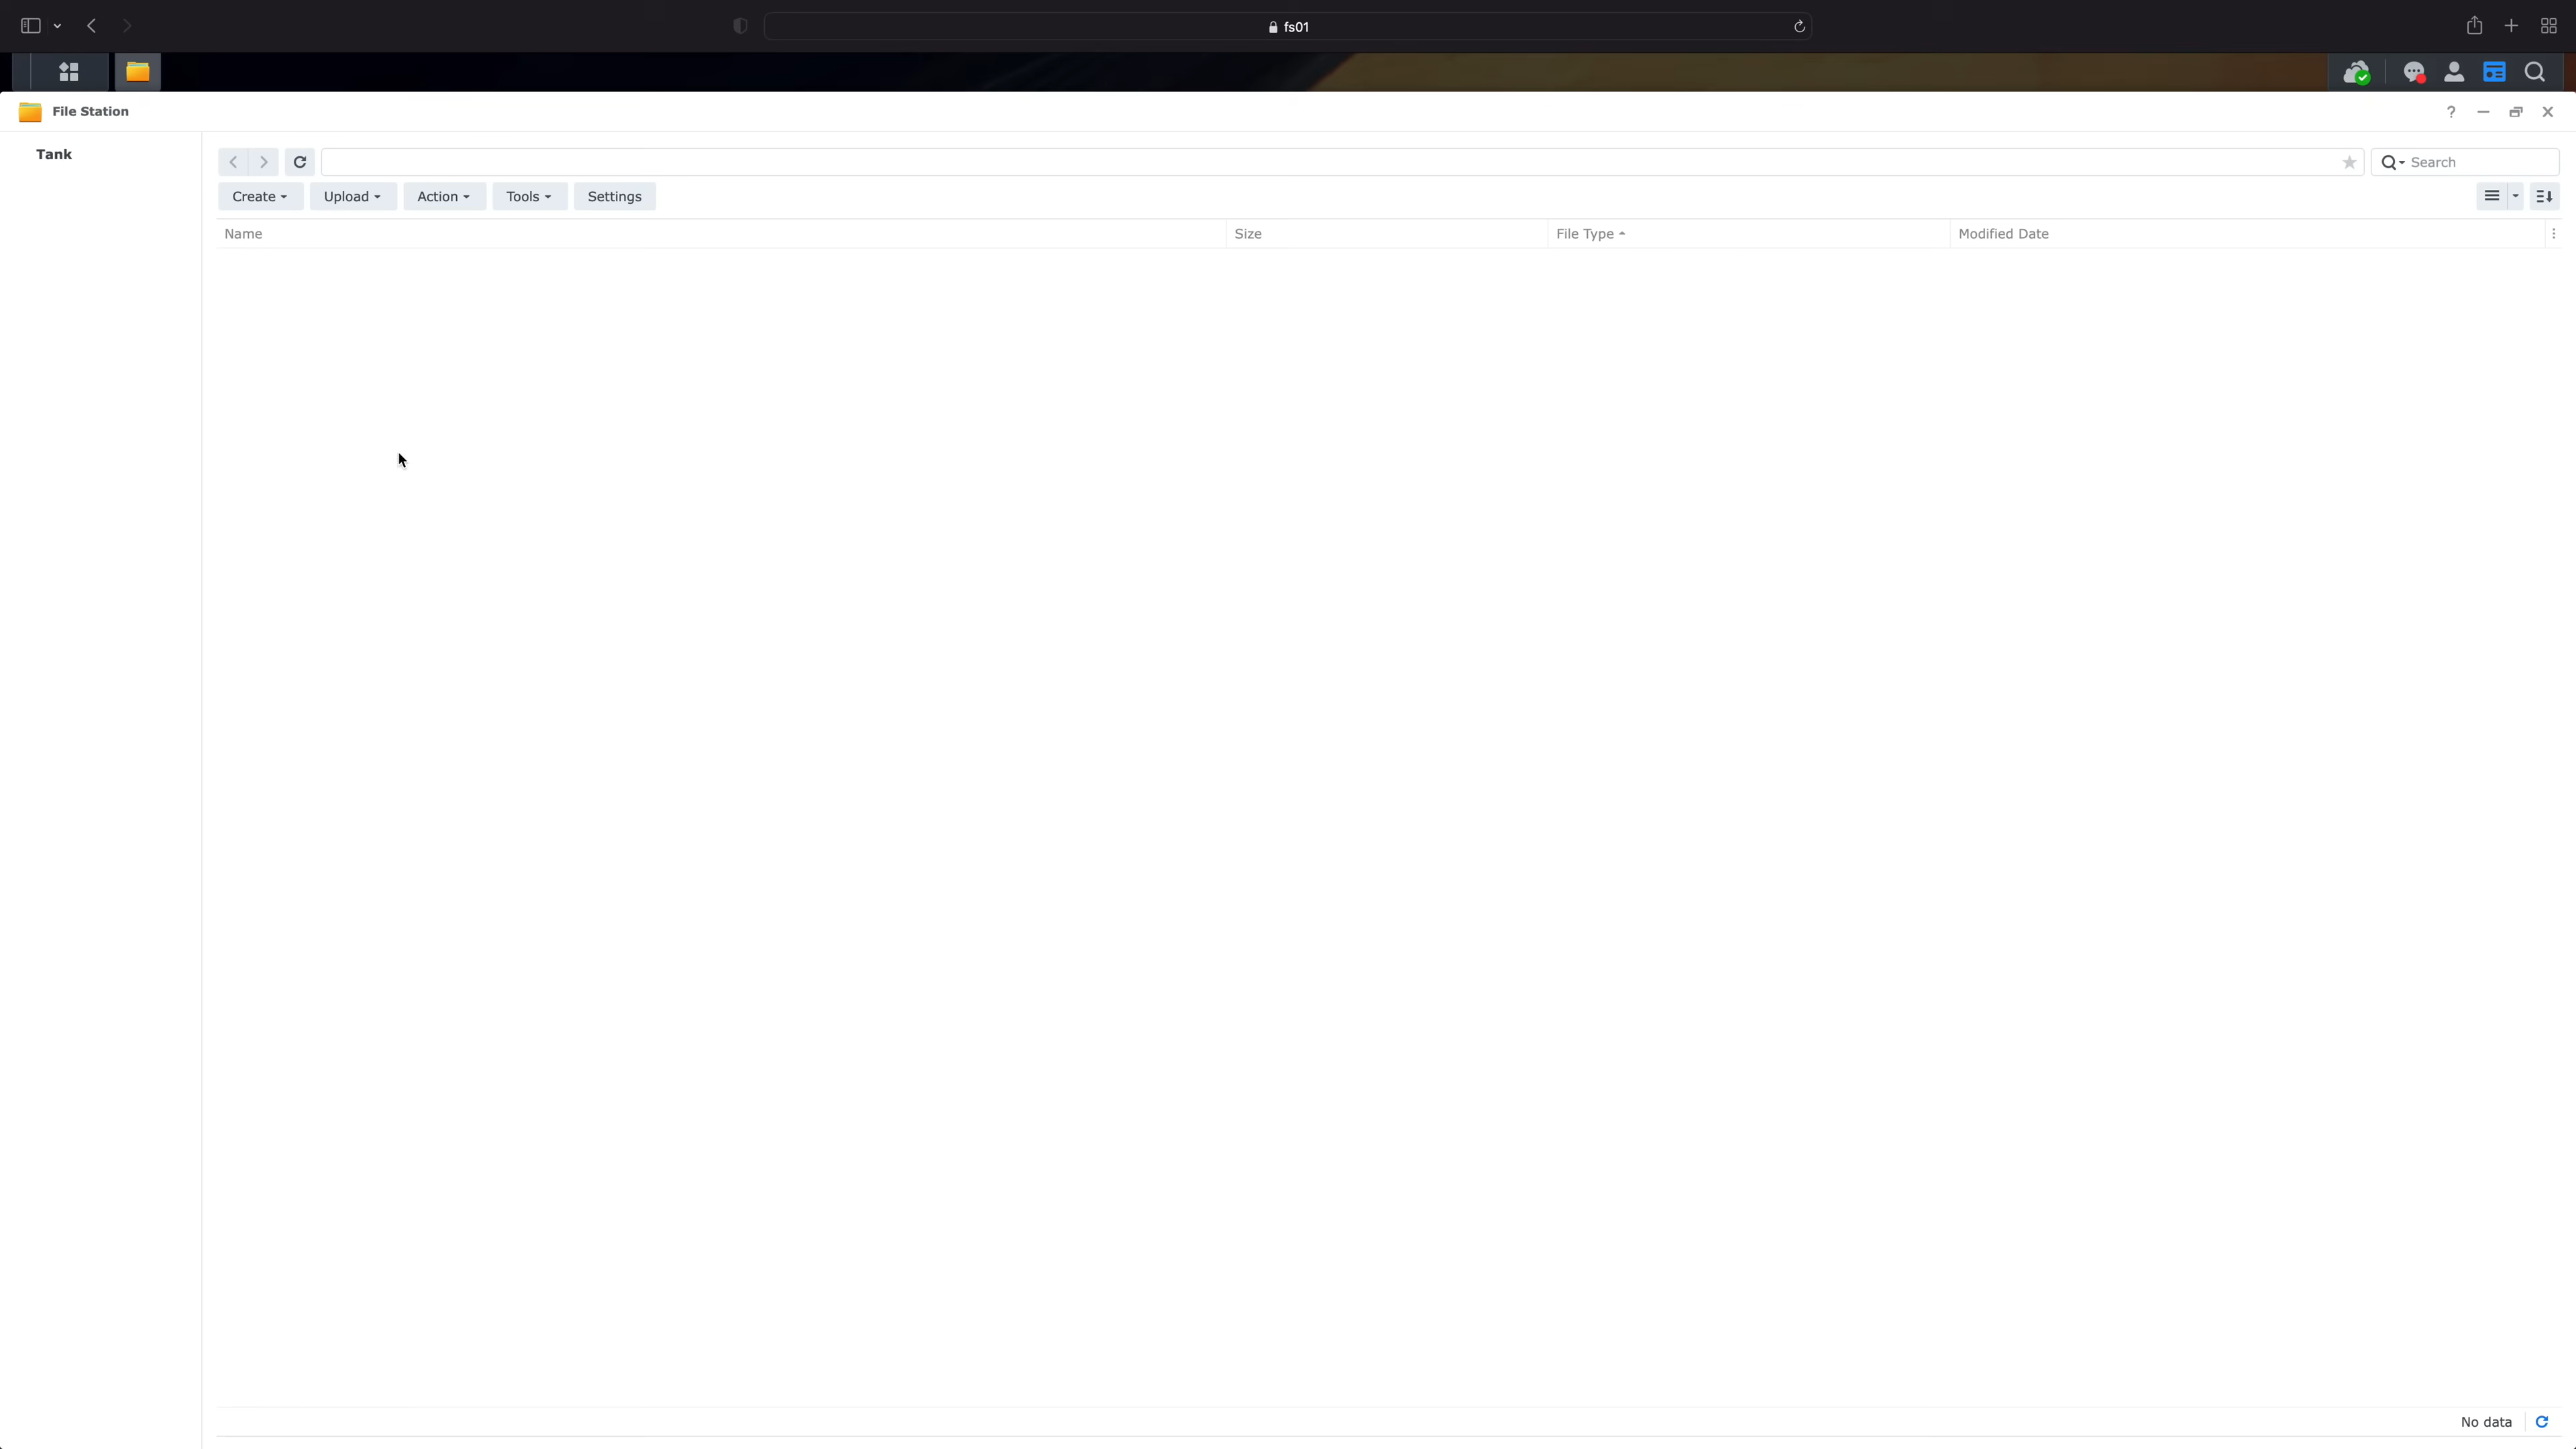 fs01
File Station
?
Tank
Search
Create
Upload
Action
Tools
Settings
Name
Size
File Type
Modified Date
No data